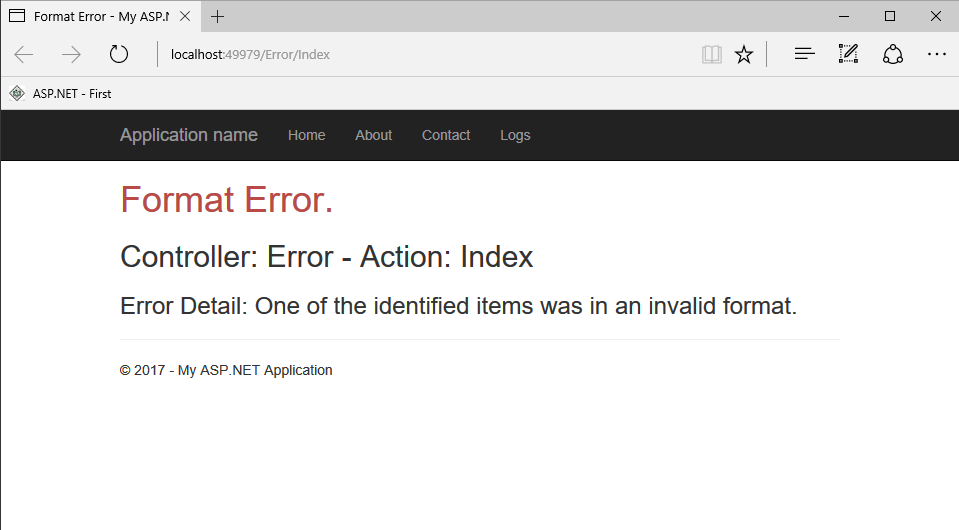 Format Error - My ASP.N
localhost:49979/Error/Index
ASP.NET - First
Application name Home About Contact Logs
Format Error.
Controller: Error - Action: Index
Error Detail: One of the identified items was in an invalid format.
© 2017 - My ASP.NET Application